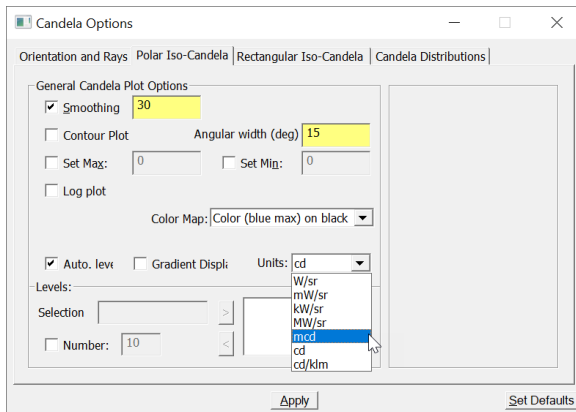 Candela Options
Orientation and Rays Polar Iso-Candela Rectangular Iso-Candela Candela Distributions
General Candela Plot Options
Smoothing 30
Contour Plot Angular width (deg) 15
Set Max: 0 Set Min: 0
Log plot
Color Map: Color (blue max) on black
Auto. leve Gradient Displa Units: cd
W/sr
mW/sr
kW/sr
MW/sr
mcd
cd
cd/klm
Levels:
Selection >
Number: 10 <
Apply Set Defaults